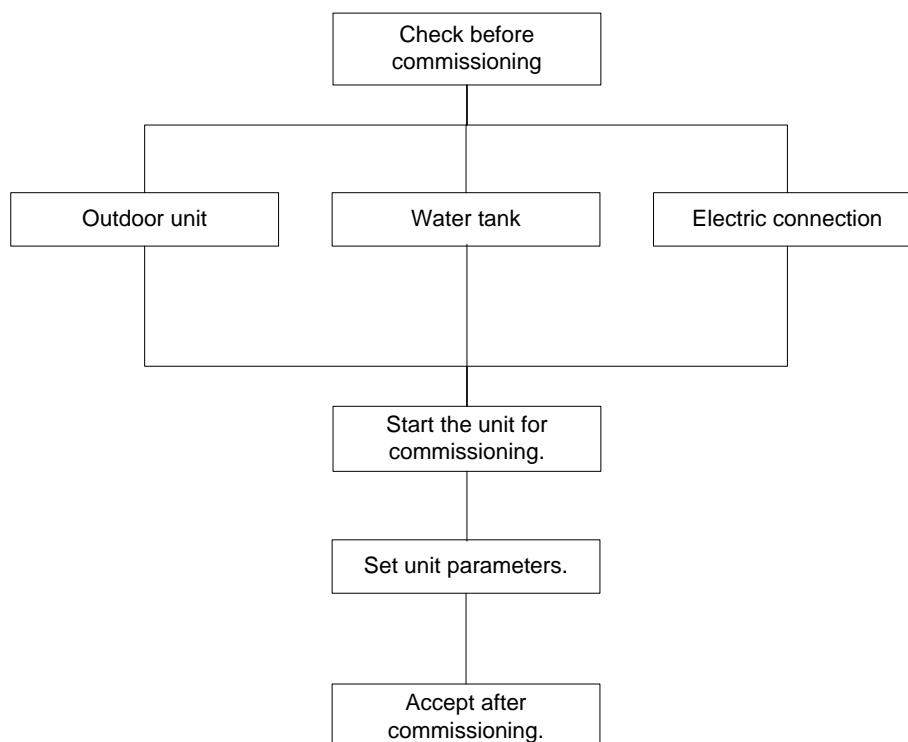 Check before
commissioning
Outdoor unit
Water tank
Electric connection
Start the unit for
commissioning.
Set unit parameters.
Accept after
commissioning.